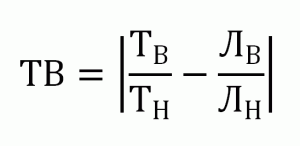 ТВ = |Т_В/Т_Н − Л_В/Л_Н|